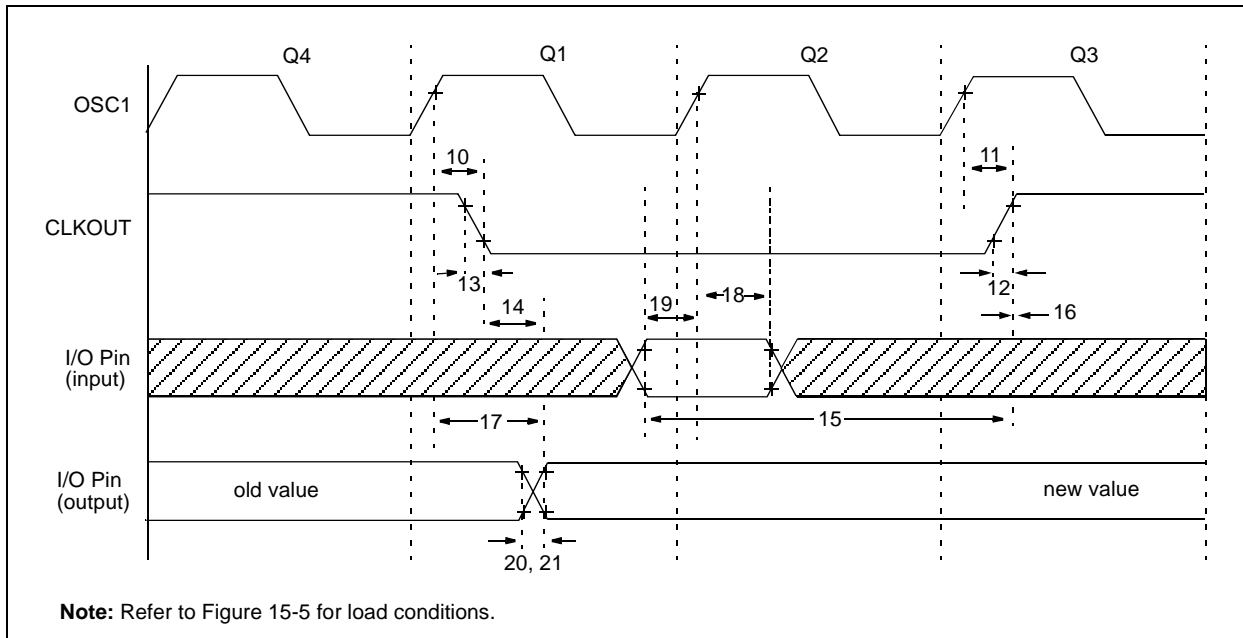 Q4 Q1 Q2 Q3
OSC1
10 11
CLKOUT
13 12
14 19 18 16
I/O Pin
(input)
17 15
I/O Pin
(output)
old value new value
20, 21
Note: Refer to Figure 15-5 for load conditions.